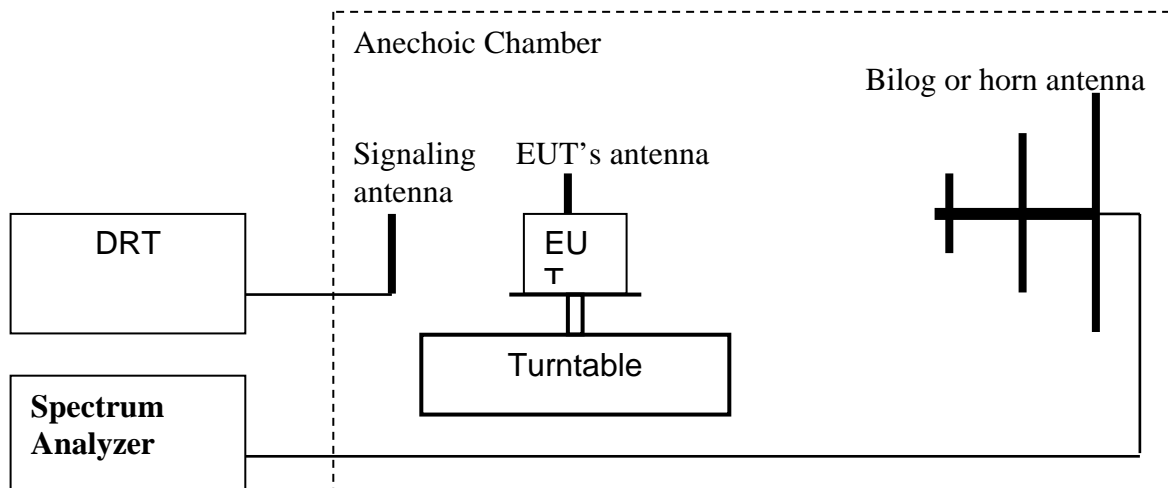 Anechoic Chamber
Bilog or horn antenna
Signaling
antenna
EUT’s antenna
DRT
EU
T
Turntable
Spectrum
Analyzer